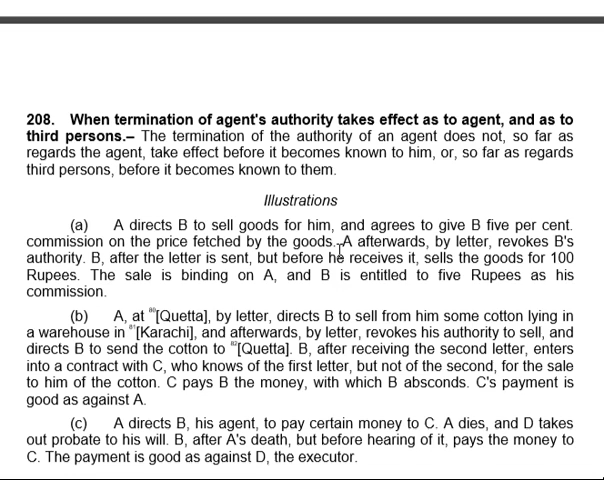 208. When termination of agent's authority takes effect as to agent, and as to
third persons.– The termination of the authority of an agent does not, so far as
regards the agent, take effect before it becomes known to him, or, so far as regards
third persons, before it becomes known to them.
Illustrations
(a) A directs B to sell goods for him, and agrees to give B five per cent.
commission on the price fetched by the goods. A afterwards, by letter, revokes B's
authority. B, after the letter is sent, but before he receives it, sells the goods for 100
Rupees. The sale is binding on A, and B is entitled to five Rupees as his
commission.
(b) A, at [Quetta], by letter, directs B to sell from him some cotton lying in
a warehouse in [Karachi], and afterwards, by letter, revokes his authority to sell, and
directs B to send the cotton to [Quetta]. B, after receiving the second letter, enters
into a contract with C, who knows of the first letter, but not of the second, for the sale
to him of the cotton. C pays B the money, with which B absconds. C's payment is
good as against A.
(c) A directs B, his agent, to pay certain money to C. A dies, and D takes
out probate to his will. B, after A's death, but before hearing of it, pays the money to
C. The payment is good as against D, the executor.